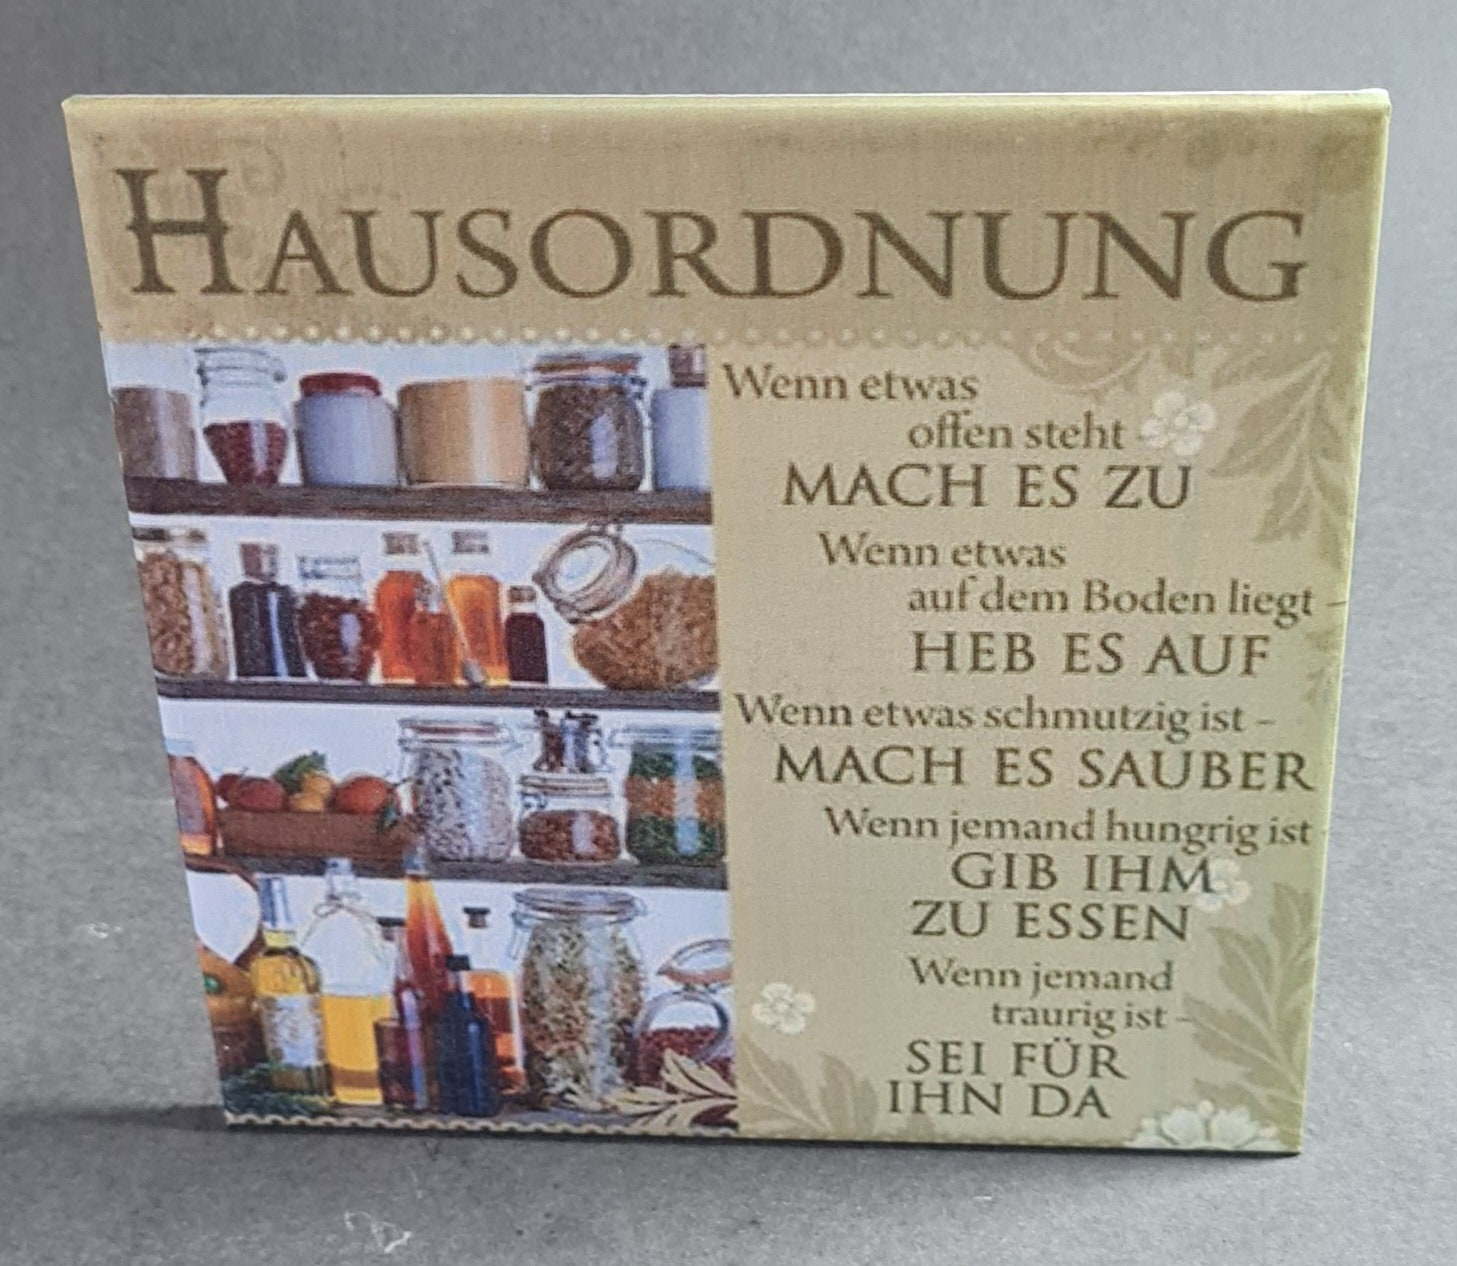 HAUSORDNUNG
Wenn etwas
offen steht -
MACH ES ZU
Wenn etwas
auf dem Boden liegt –
HEB ES AUF
Wenn etwas schmutzig ist –
MACH ES SAUBER
Wenn jemand hungrig ist
GIB IHM
ZU ESSEN
Wenn jemand
traurig ist –
SEI FÜR
IHN DA